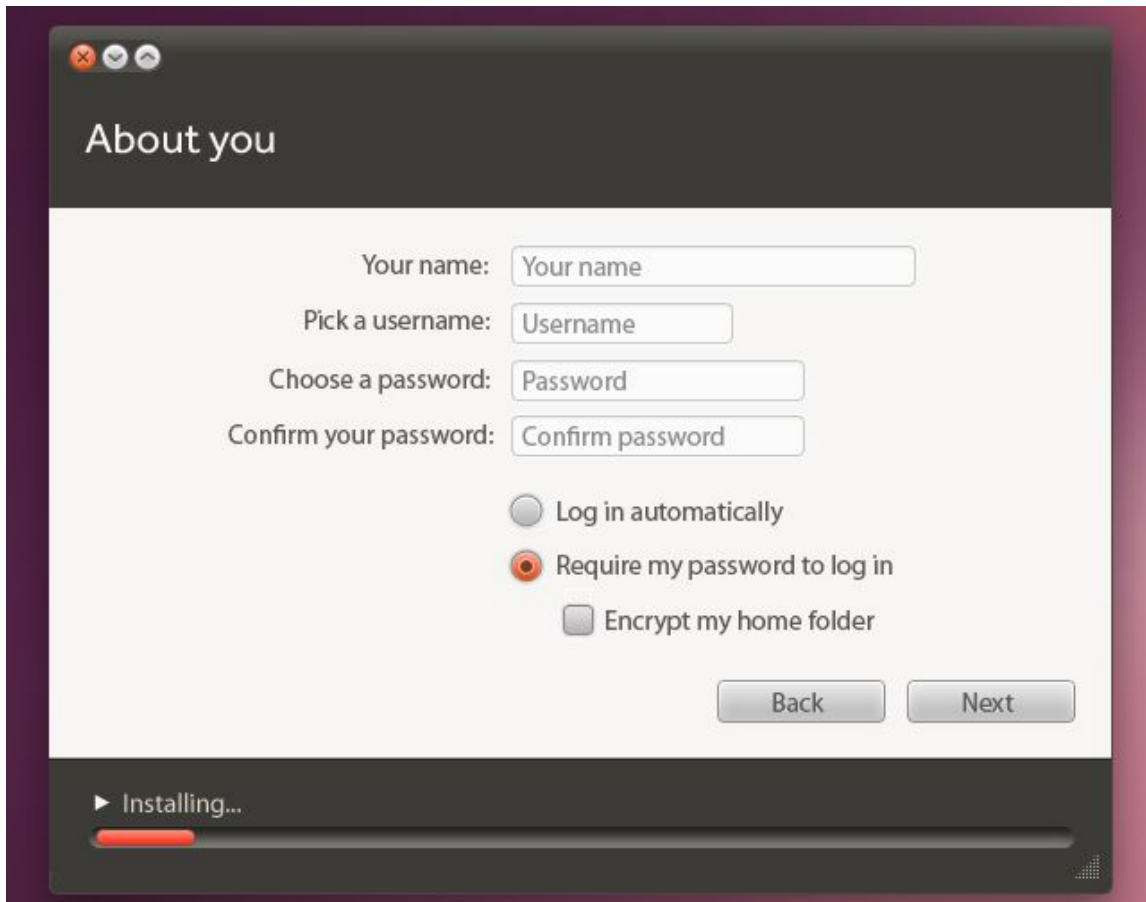 About you
Your name: Your name
Pick a username: Username
Choose a password: Password
Confirm your password: Confirm password
Log in automatically
Require my password to log in
Encrypt my home folder
Back Next
Installing...